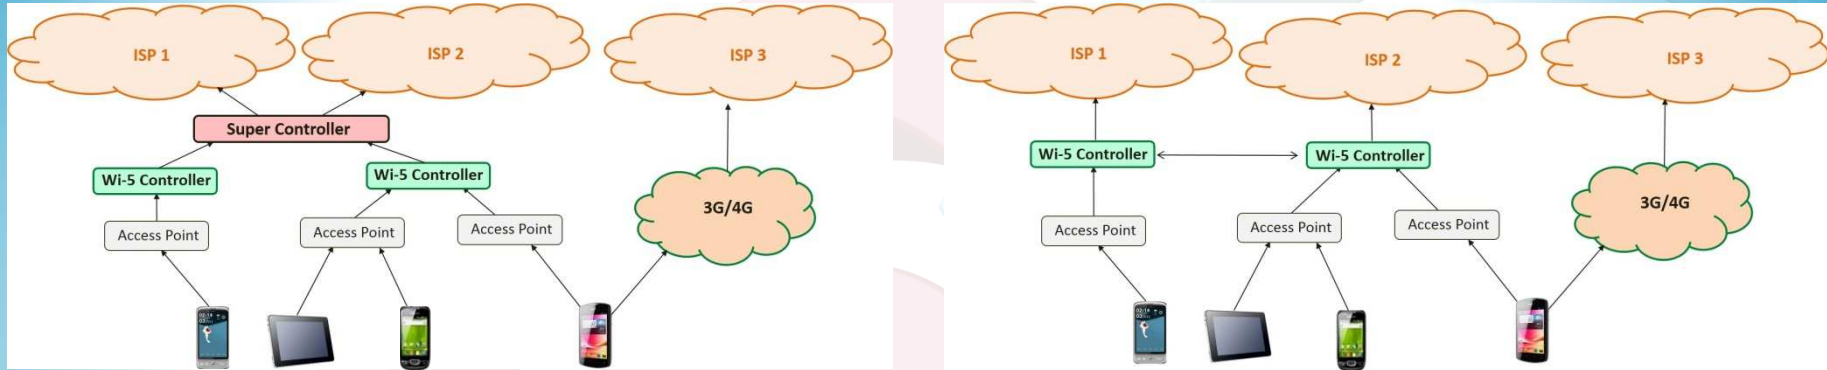 ISP 1
ISP 2
ISP 3
Super Controller
Wi-5 Controller
Wi-5 Controller
3G/4G
Access Point
Access Point
Access Point
ISP 1
ISP 2
ISP 3
Wi-5 Controller
Wi-5 Controller
3G/4G
Access Point
Access Point
Access Point